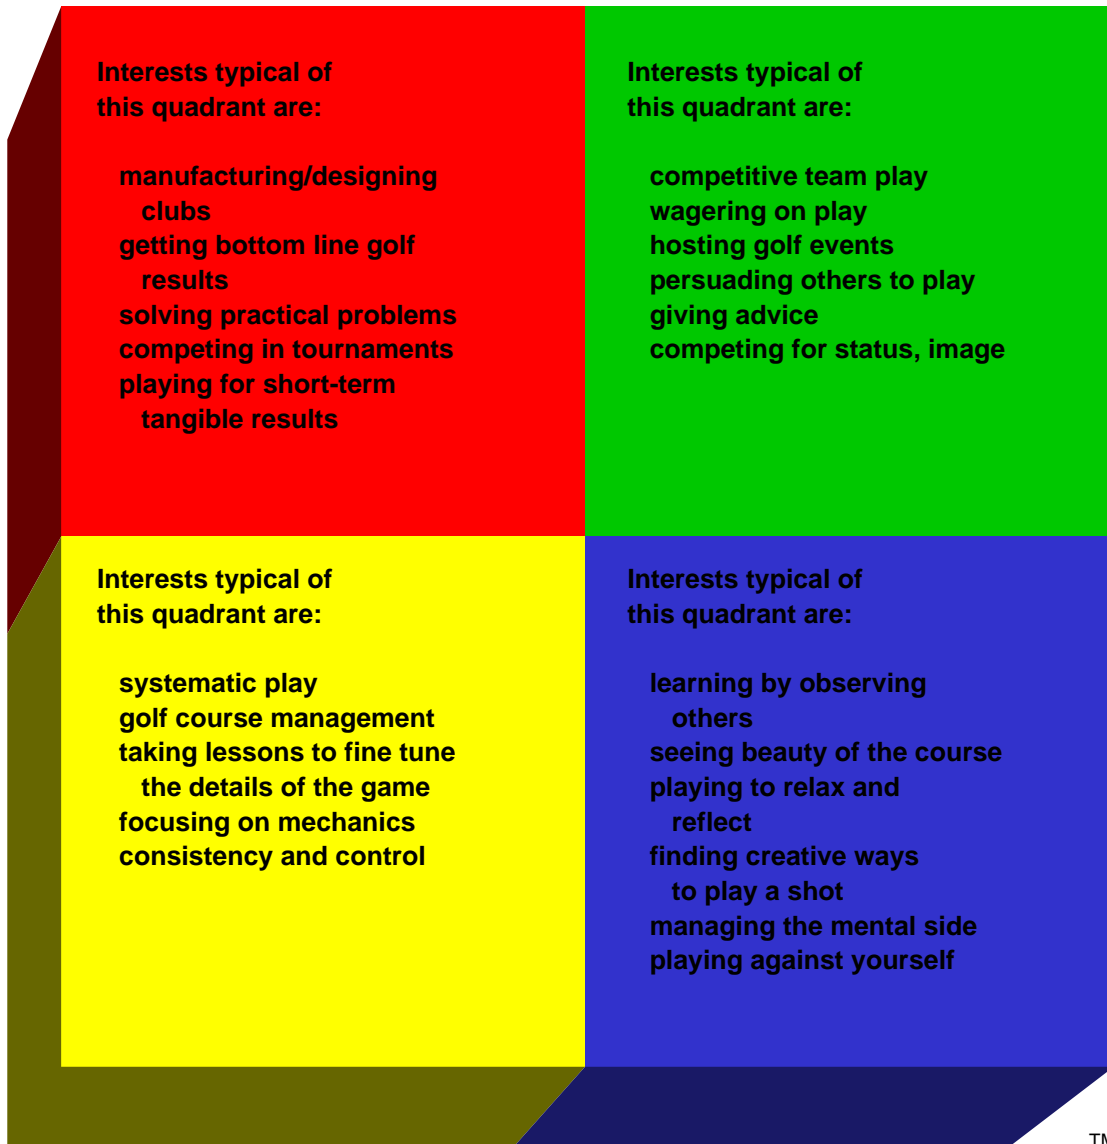 Interests typical of
this quadrant are:
manufacturing/designing
clubs
getting bottom line golf
results
solving practical problems
competing in tournaments
playing for short-term
tangible results
Interests typical of
this quadrant are:
competitive team play
wagering on play
hosting golf events
persuading others to play
giving advice
competing for status, image
Interests typical of
this quadrant are:
systematic play
golf course management
taking lessons to fine tune
the details of the game
focusing on mechanics
consistency and control
Interests typical of
this quadrant are:
learning by observing
others
seeing beauty of the course
playing to relax and
reflect
finding creative ways
to play a shot
managing the mental side
playing against yourself
TM